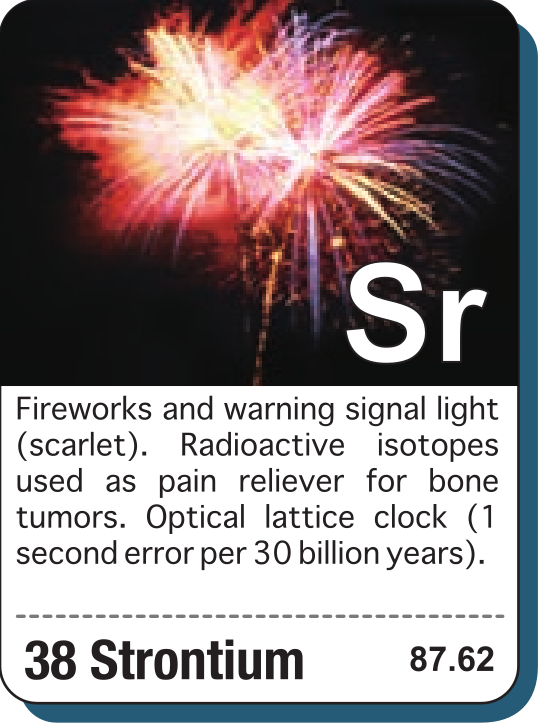 Sr
Fireworks and warning signal light
(scarlet). Radioactive isotopes
used as pain reliever for bone
tumors. Optical lattice clock (1
second error per 30 billion years).
38 Strontium
87.62